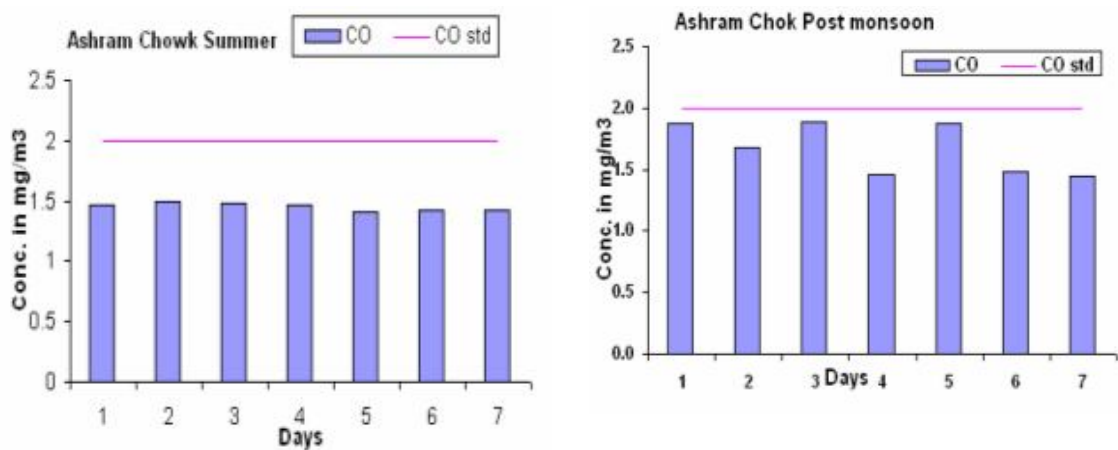 Ashram Chowk Summer
CO
CO std
Conc. in mg/m3
2.5
2
1.5
1
0.5
0
1 2 3 4 5 6 7
Days
Ashram Chok Post monsoon
CO
CO std
Conc. in mg/m3
2.5
2.0
1.5
1.0
0.5
0.0
1 2 3 4 5 6 7
Days